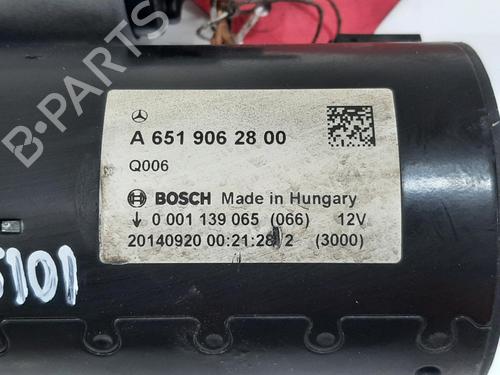 B-PARTS
A 651 906 28 00
Q006
BOSCH Made in Hungary
↓ 0 001 139 065 (066) 12V
20140920 00:21:28/2 (3000)